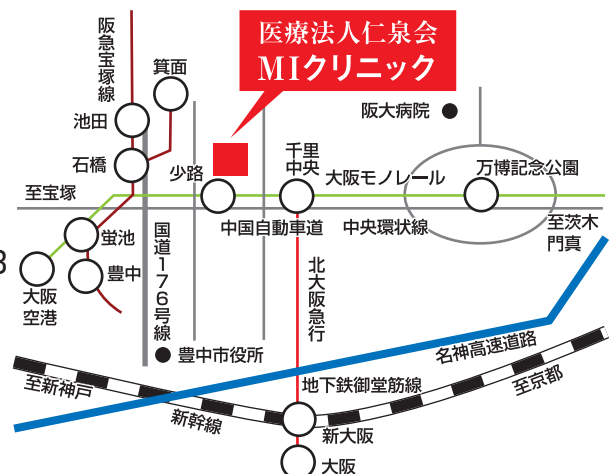 医療法人仁泉会
MIクリニック
阪急宝塚線
箕面
池田
石橋
阪大病院
千里
中央
少路
大阪モノレール
万博記念公園
至宝塚
中国自動車道
中央環状線
至茨木
門真
蛍池
豊中
3
大阪
空港
国道176号線
北大阪急行
豊中市役所
名神高速道路
至新神戸
地下鉄御堂筋線
至京都
新幹線
新大阪
大阪